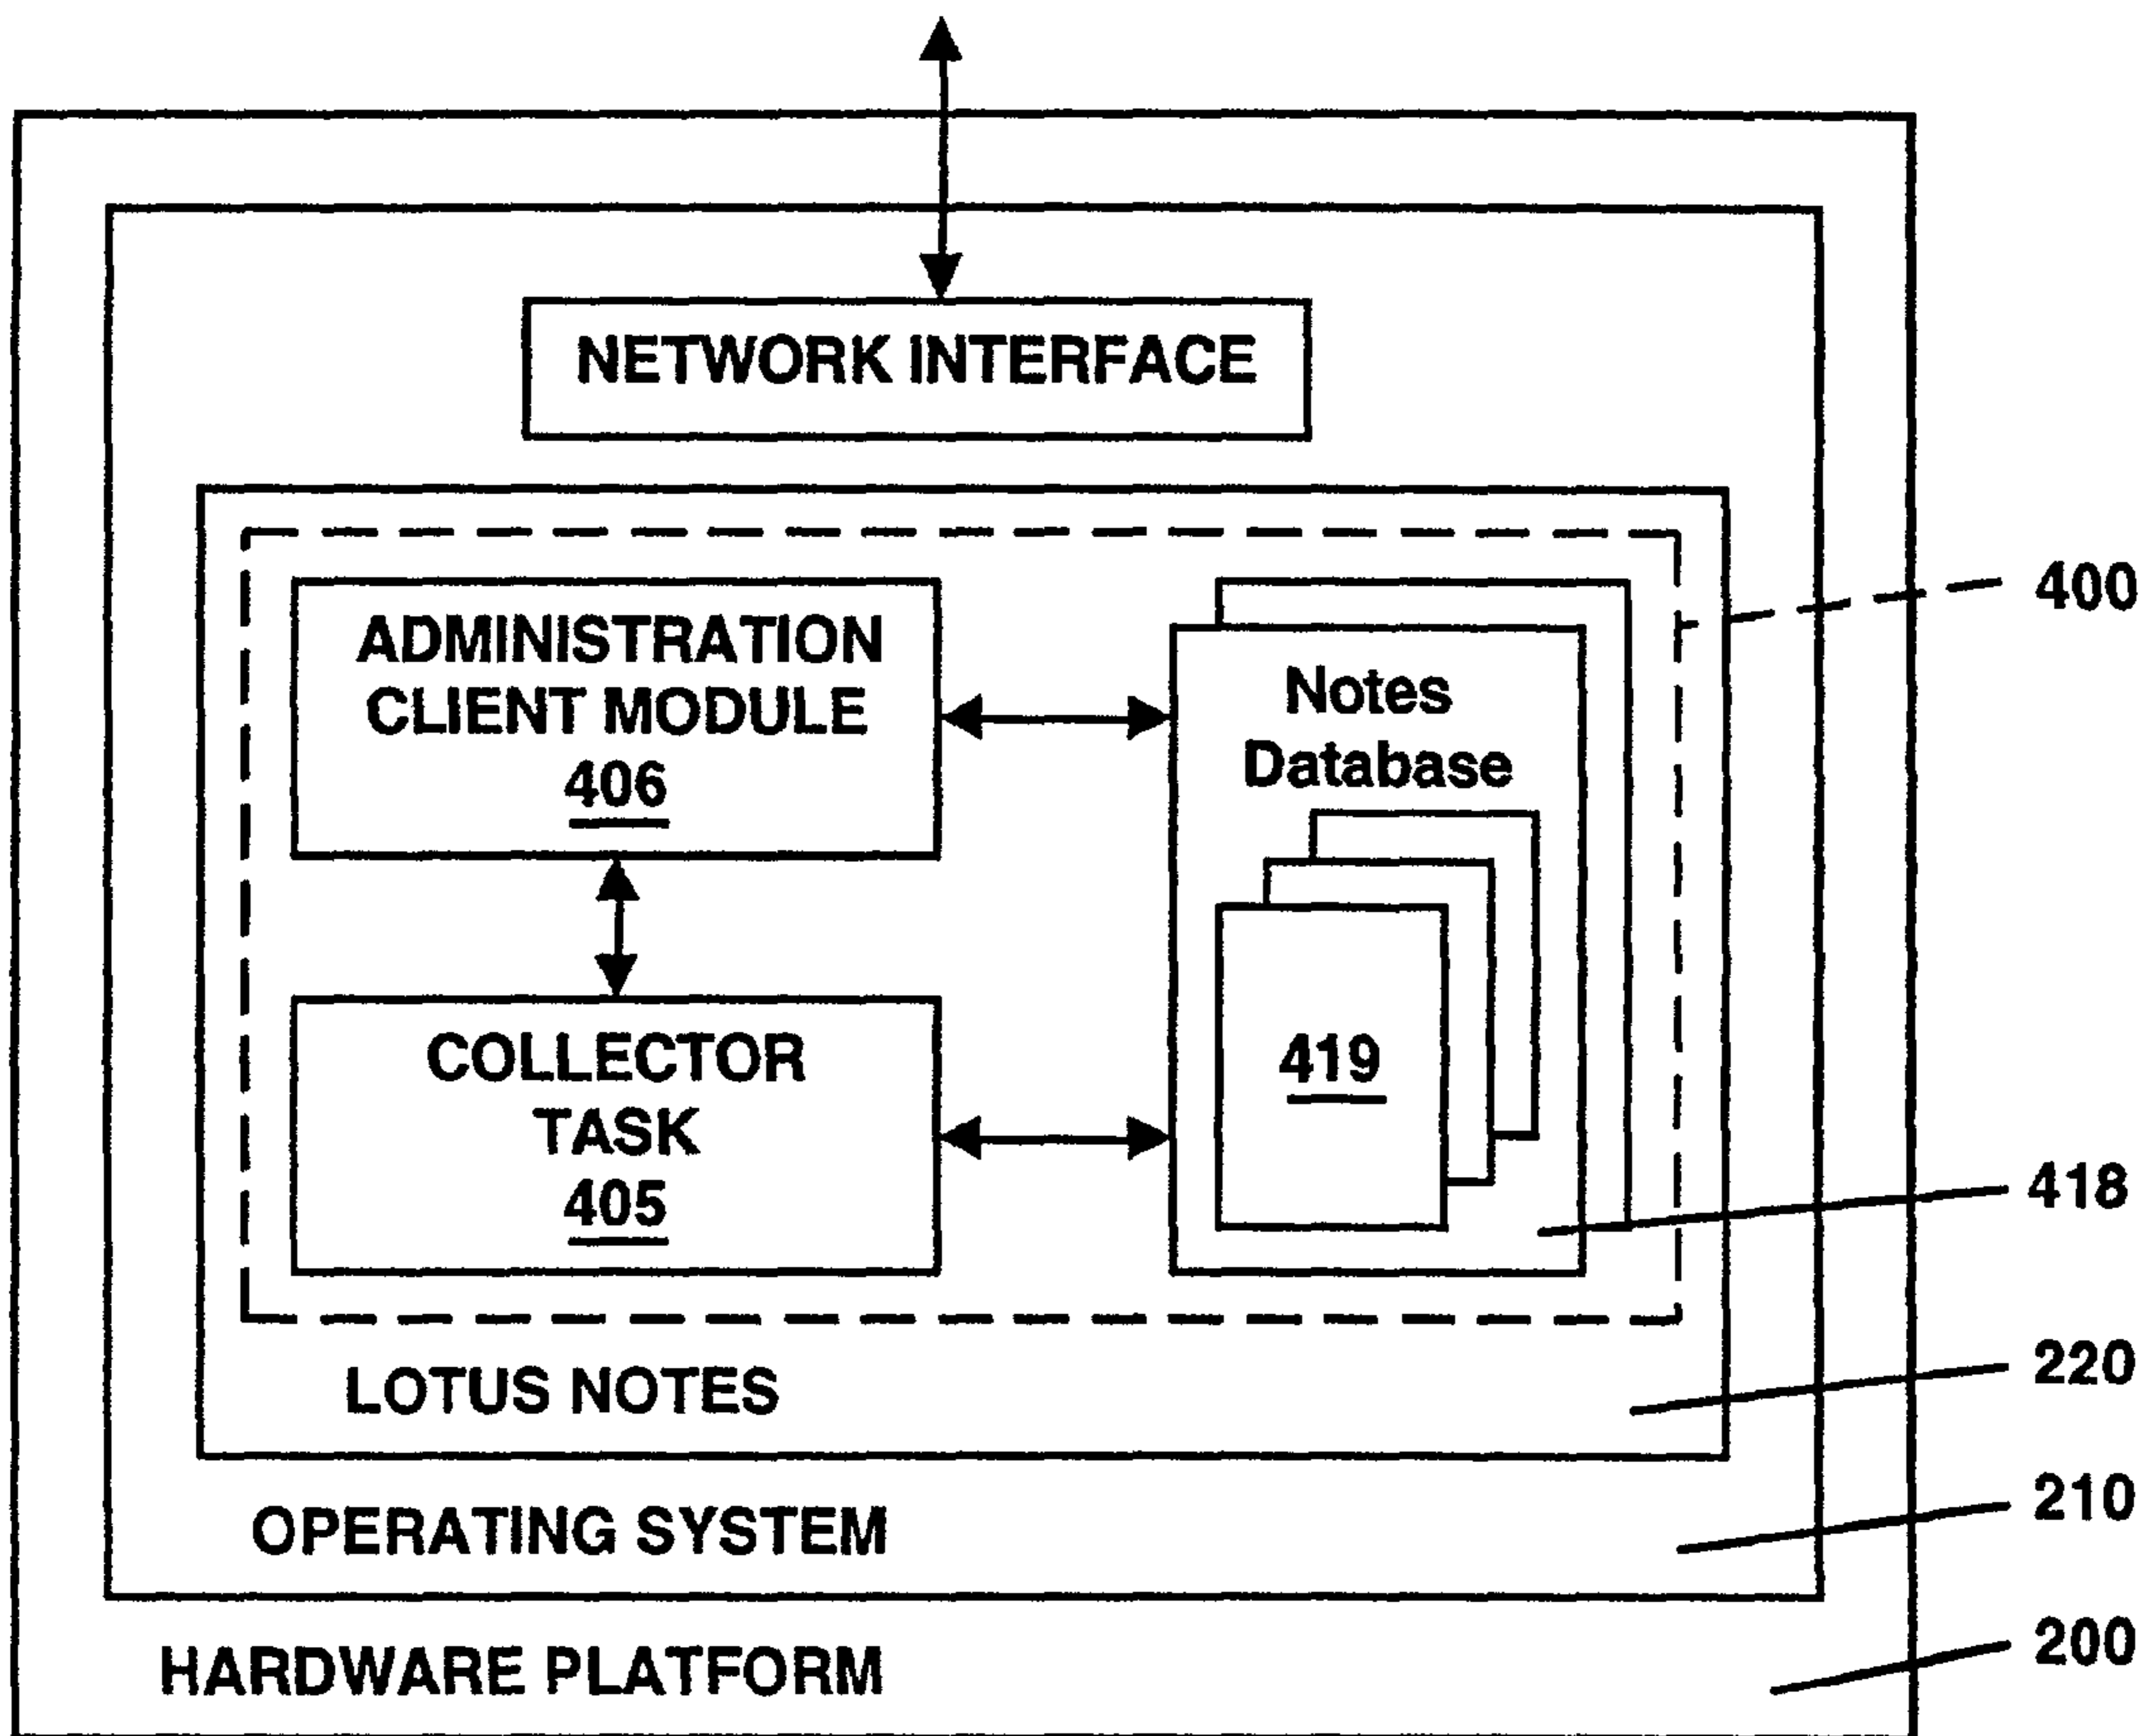 NETWORK INTERFACE
ADMINISTRATION
CLIENT MODULE
406
Notes
Database
400
COLLECTOR
TASK
405
419
418
LOTUS NOTES
220
OPERATING SYSTEM
210
HARDWARE PLATFORM
200